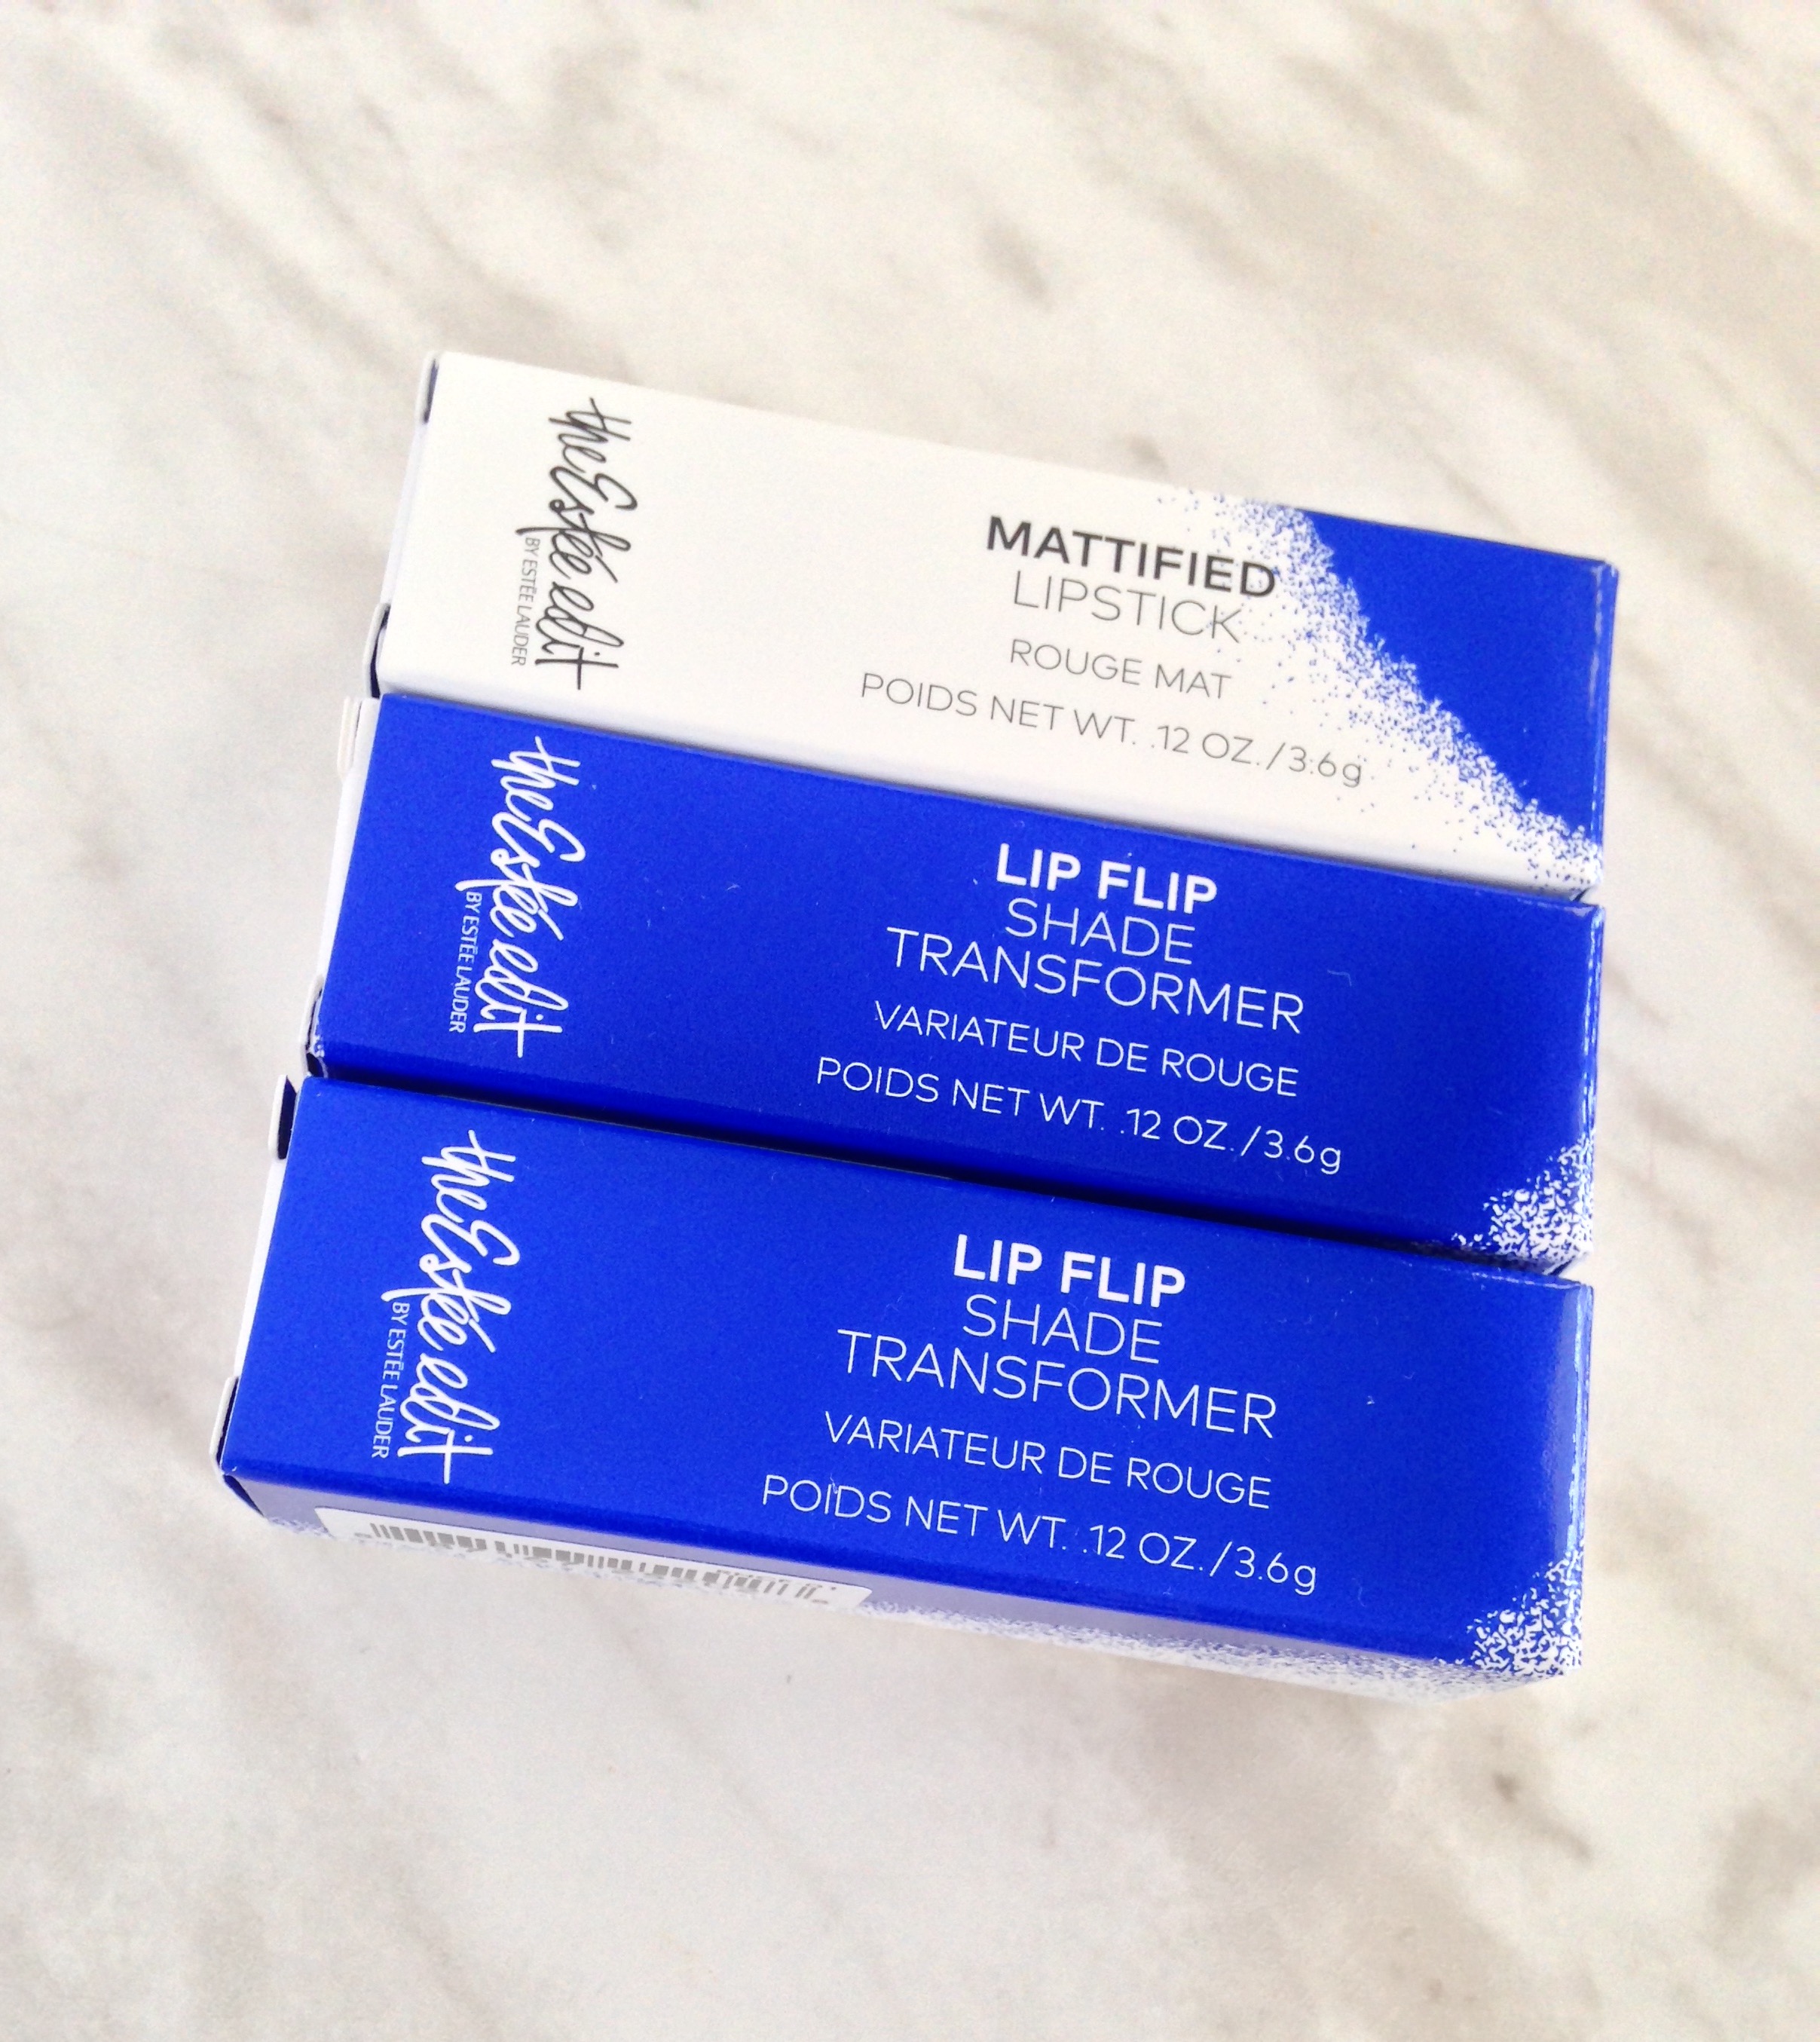 the Estée edit
BY ESTÉE LAUDER
MATTIFIED
LIPSTICK
ROUGE MAT
POIDS NET WT. .12 OZ./3.6g
the Estée edit
BY ESTÉE LAUDER
LIP FLIP
SHADE
TRANSFORMER
VARIATEUR DE ROUGE
POIDS NET WT. .12 OZ./3.6g
the Estée edit
BY ESTÉE LAUDER
LIP FLIP
SHADE
TRANSFORMER
VARIATEUR DE ROUGE
POIDS NET WT. .12 OZ./3.6g